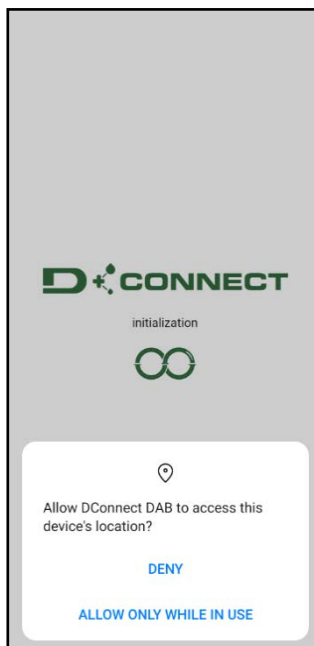 D CONNECT
initialization
Allow DConnect DAB to access this
device's location?
DENY
ALLOW ONLY WHILE IN USE